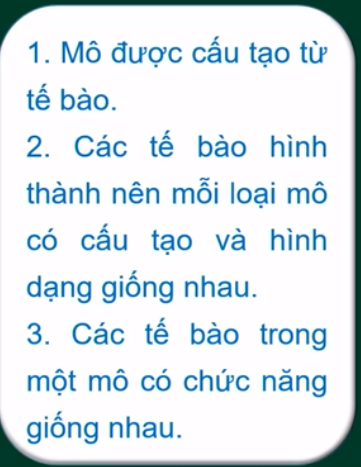 1. Mô được cấu tạo từ
tế bào.
2. Các tế bào hình
thành nên mỗi loại mô
có cấu tạo và hình
dạng giống nhau.
3. Các tế bào trong
một mô có chức năng
giống nhau.